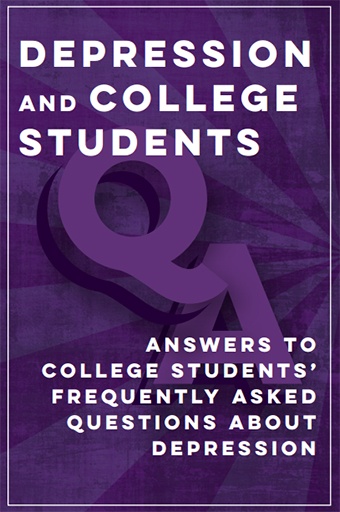 DEPRESSION
AND COLLEGE
STUDENTS
Q
A
ANSWERS TO
COLLEGE STUDENTS'
FREQUENTLY ASKED
QUESTIONS ABOUT
DEPRESSION